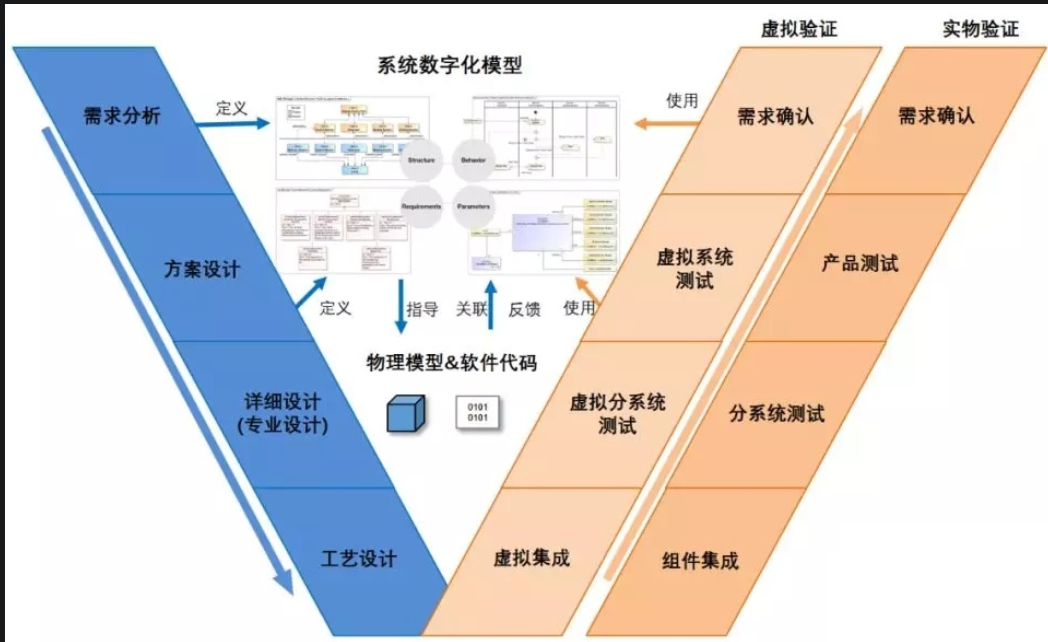 虚拟验证
实物验证
系统数字化模型
需求分析
定义
使用
需求确认
需求确认
Structure
Behavior
Requirements
Parameters
方案设计
虚拟系统
测试
产品测试
定义
指导
关联
反馈
使用
物理模型&软件代码
0101
0101
详细设计
(专业设计)
虚拟分系统
测试
分系统测试
工艺设计
虚拟集成
组件集成